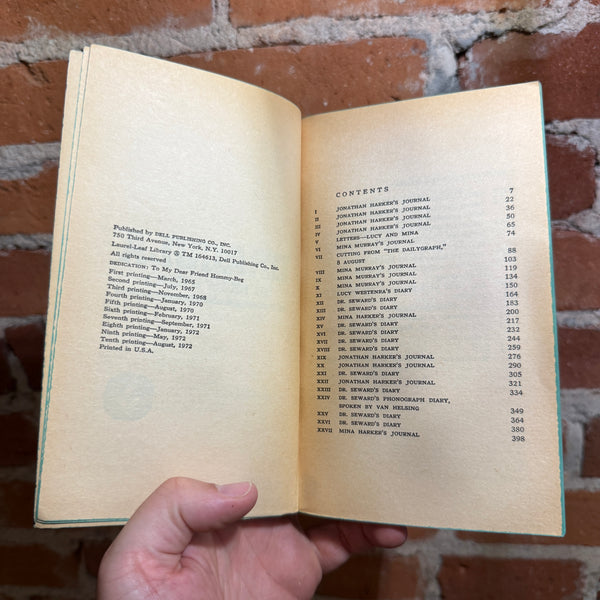 Published by DELL PUBLISHING CO., INC.
750 Third Avenue, New York, N.Y. 10017
Laurel-Leaf Library ® TM 164613, Dell Publishing Co., Inc.
All rights reserved
DEDICATION: To My Dear Friend Hommy-Beg
First printing—March, 1965
Second printing—July, 1967
Third printing—November, 1968
Fourth printing—January, 1970
Fifth printing—August, 1970
Sixth printing—February, 1971
Seventh printing—September, 1971
Eighth printing—January, 1972
Ninth printing—May, 1972
Tenth printing—August, 1972
Printed in U.S.A.
CONTENTS
I JONATHAN HARKER'S JOURNAL 7
II JONATHAN HARKER'S JOURNAL 22
III JONATHAN HARKER'S JOURNAL 36
IV JONATHAN HARKER'S JOURNAL 50
V LETTERS—LUCY AND MINA 65
VI MINA MURRAY'S JOURNAL 74
VII CUTTING FROM "THE DAILYGRAPH,"
8 AUGUST 88
VIII MINA MURRAY'S JOURNAL 103
IX MINA MURRAY'S JOURNAL 119
X MINA MURRAY'S JOURNAL 134
XI LUCY WESTENRA'S DIARY 150
XII DR. SEWARD'S DIARY 164
XIII DR. SEWARD'S DIARY 183
XIV MINA HARKER'S JOURNAL 200
XV DR. SEWARD'S DIARY 217
XVI DR. SEWARD'S DIARY 232
XVII DR. SEWARD'S DIARY 244
XVIII DR. SEWARD'S DIARY 259
XIX JONATHAN HARKER'S JOURNAL 276
XX JONATHAN HARKER'S JOURNAL 290
XXI DR. SEWARD'S DIARY 305
XXII JONATHAN HARKER'S JOURNAL 321
XXIII DR. SEWARD'S DIARY 334
XXIV DR. SEWARD'S PHONOGRAPH DIARY,
SPOKEN BY VAN HELSING 349
XXV DR. SEWARD'S DIARY 364
XXVI DR. SEWARD'S DIARY 380
XXVII MINA HARKER'S JOURNAL 398